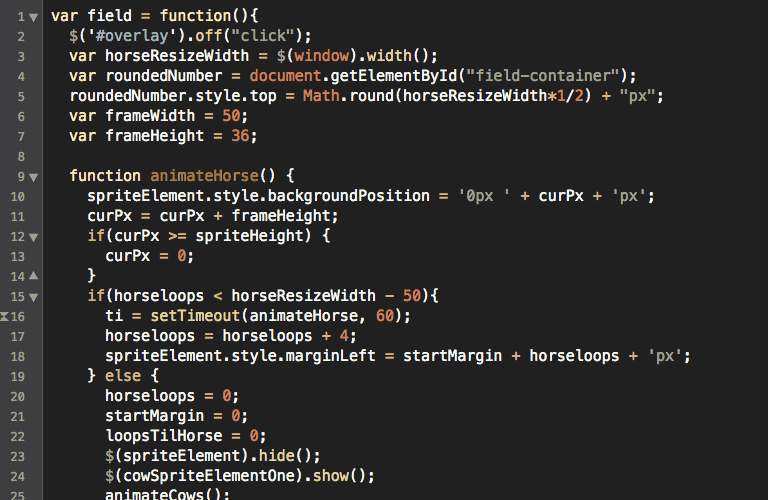 1 var field = function(){
2 $('#overlay').off("click");
3 var horseResizeWidth = $(window).width();
4 var roundedNumber = document.getElementById("field-container");
5 roundedNumber.style.top = Math.round(horseResizeWidth*1/2) + "px";
6 var frameWidth = 50;
7 var frameHeight = 36;
8
9 function animateHorse() {
10 spriteElement.style.backgroundPosition = '0px ' + curPx + 'px';
11 curPx = curPx + frameHeight;
12 if(curPx >= spriteHeight) {
13 curPx = 0;
14 }
15 if(horseloops < horseResizeWidth - 50){
16 ti = setTimeout(animateHorse, 60);
17 horseloops = horseloops + 4;
18 spriteElement.style.marginLeft = startMargin + horseloops + 'px';
19 } else {
20 horseloops = 0;
21 startMargin = 0;
22 loopsTilHorse = 0;
23 $(spriteElement).hide();
24 $(cowSpriteElementOne).show();
25 animateCows();